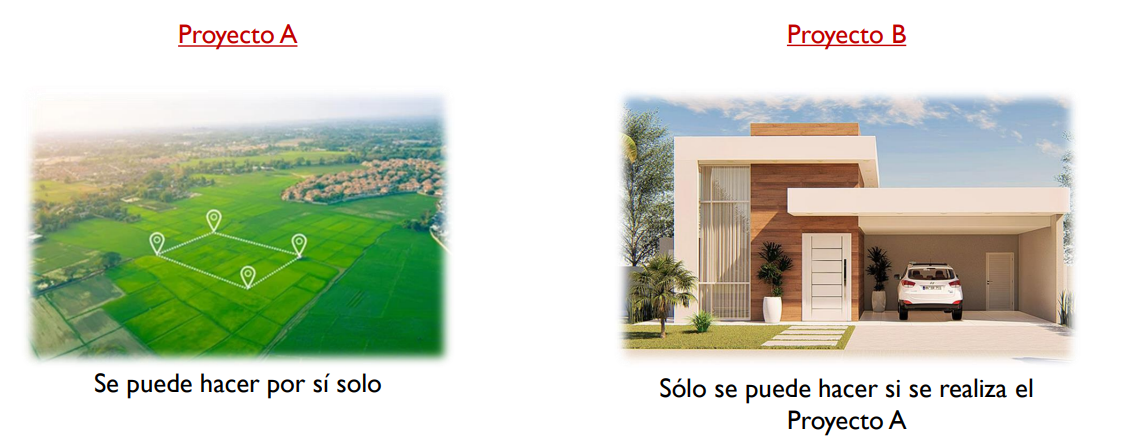 Proyecto A
Proyecto B
Se puede hacer por sí solo
Sólo se puede hacer si se realiza el
Proyecto A